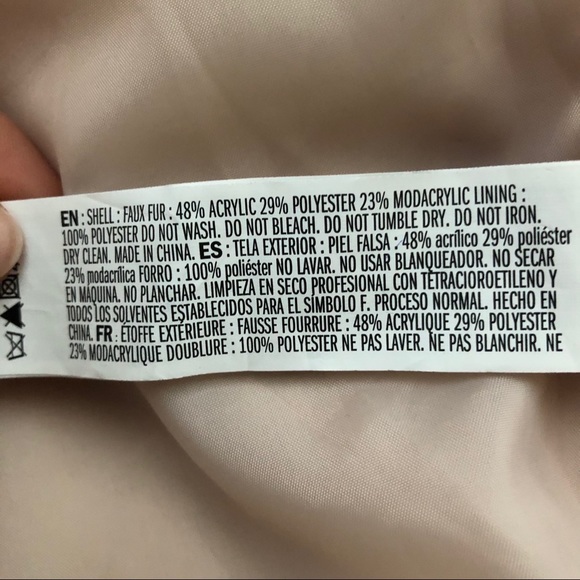 EN : SHELL : FAUX FUR : 48% ACRYLIC 29% POLYESTER 23% MODACRYLIC LINING :
100% POLYESTER DO NOT WASH. DO NOT BLEACH. DO NOT TUMBLE DRY. DO NOT IRON.
DRY CLEAN. MADE IN CHINA. ES : TELA EXTERIOR : PIEL FALSA : 48% acrílico 29% poliéster
23% modacrílica FORRO : 100% poliéster NO LAVAR. NO USAR BLANQUEADOR. NO SECAR
EN MAQUINA. NO PLANCHAR. LIMPIEZA EN SECO PROFESIONAL CON TETRACIOROETILENO Y
TODOS LOS SOLVENTES ESTABLECIDOS PARA EL SÍMBOLO F. PROCESO NORMAL. HECHO EN
CHINA. FR : ÉTOFFE EXTÉRIEURE : FAUSSE FOURRURE : 48% ACRYLIQUE 29% POLYESTER
23% MODACRYLIQUE DOUBLURE : 100% POLYESTER NE PAS LAVER. NE PAS BLANCHIR. NE